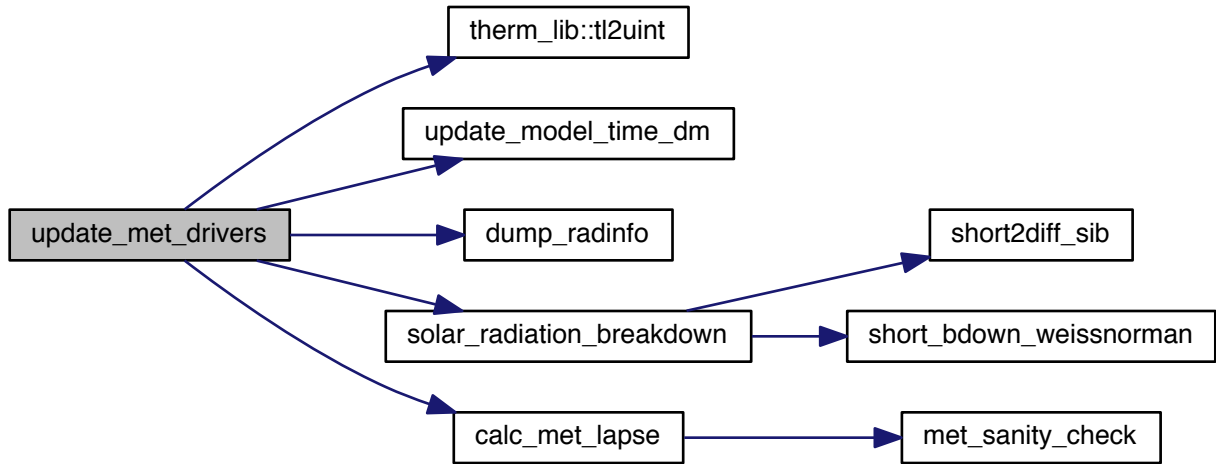 therm_lib::tl2uint
update_model_time_dm
update_met_drivers
dump_radinfo
short2diff_sib
solar_radiation_breakdown
short_bdown_weissnorman
calc_met_lapse
met_sanity_check